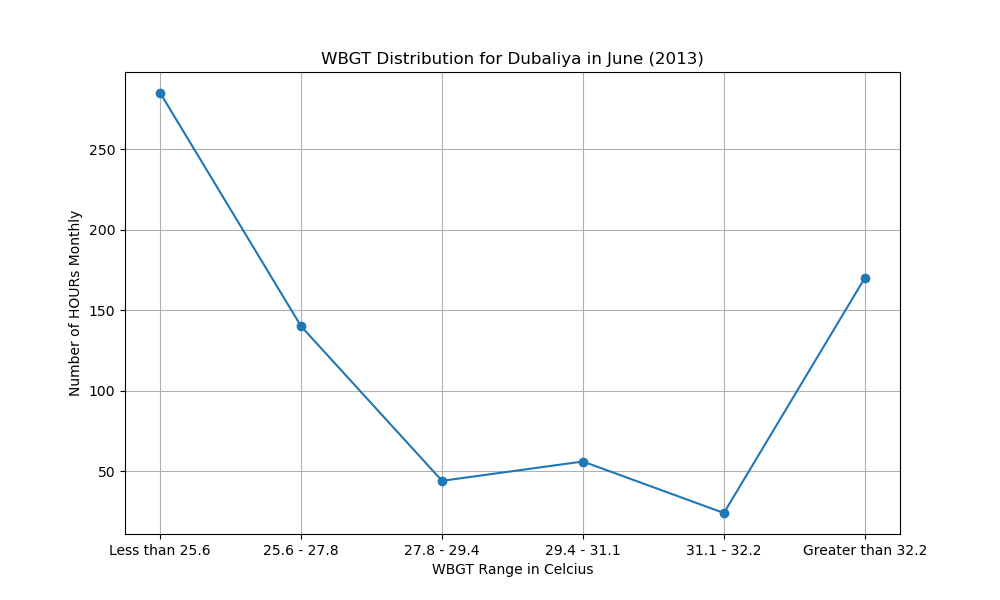 WBGT Distribution for Dubaliya in June (2013)
Number of HOURs Monthly
250
200
150
100
50
Less than 25.6 25.6 - 27.8 27.8 - 29.4 29.4 - 31.1 31.1 - 32.2 Greater than 32.2
WBGT Range in Celcius